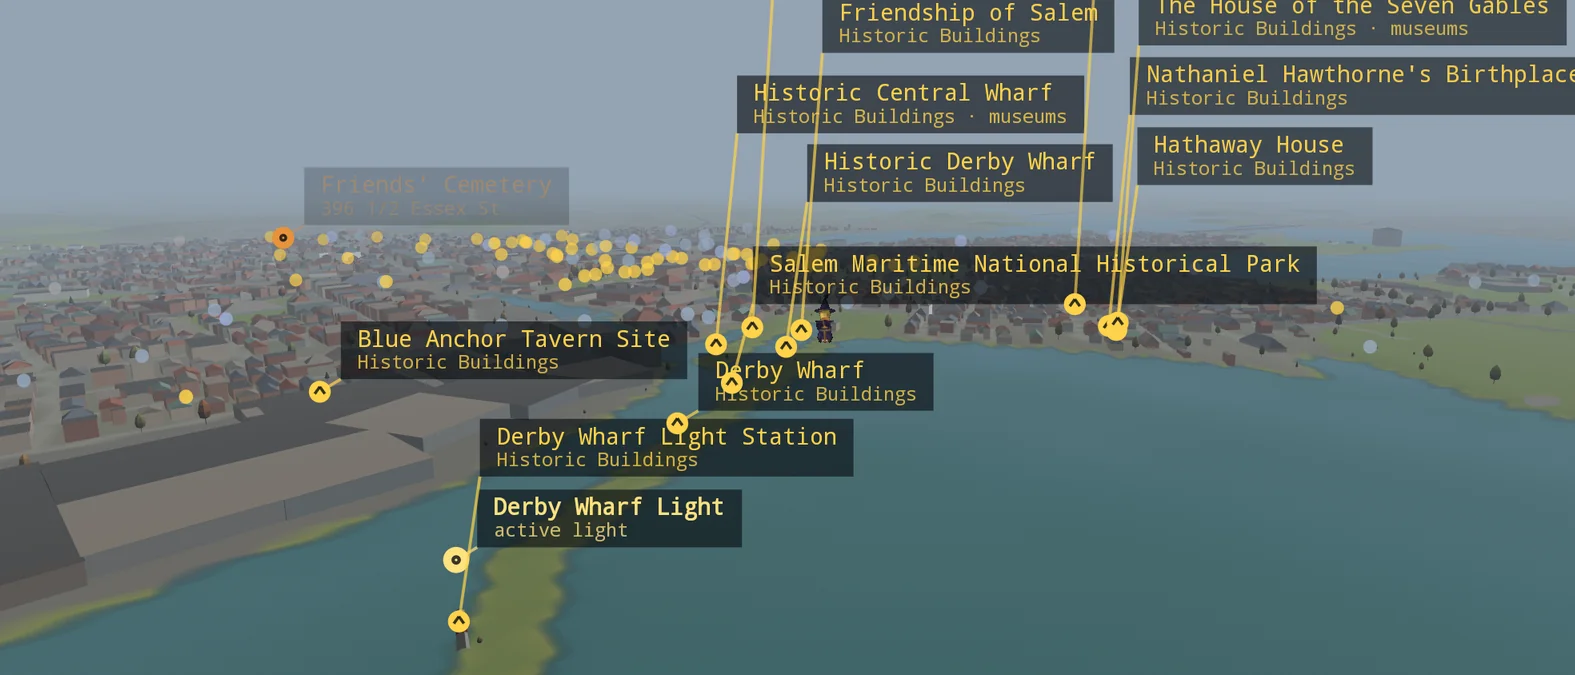 Friendship of Salem
Historic Buildings
The House of the Seven Gables
Historic Buildings · museums
Historic Central Wharf
Historic Buildings · museums
Nathaniel Hawthorne's Birthplace
Historic Buildings
Historic Derby Wharf
Historic Buildings
Hathaway House
Historic Buildings
Friends' Cemetery
396 1/2 Essex St
Salem Maritime National Historical Park
Historic Buildings
Blue Anchor Tavern Site
Historic Buildings
Derby Wharf
Historic Buildings
Derby Wharf Light Station
Historic Buildings
Derby Wharf Light
active light